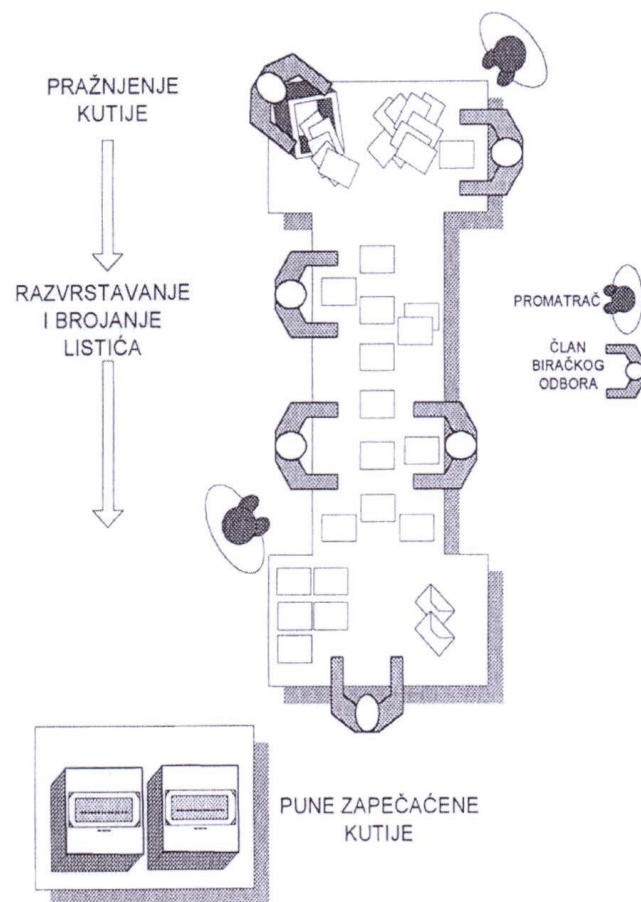 PRAŽNJENJE
KUTIJE
RAZVRSTAVANJE
I BROJANJE
LISTIĆA
PROMATRAČ
ČLAN
BIRAČKOG
ODBORA
PUNE ZAPEČAĆENE
KUTIJE